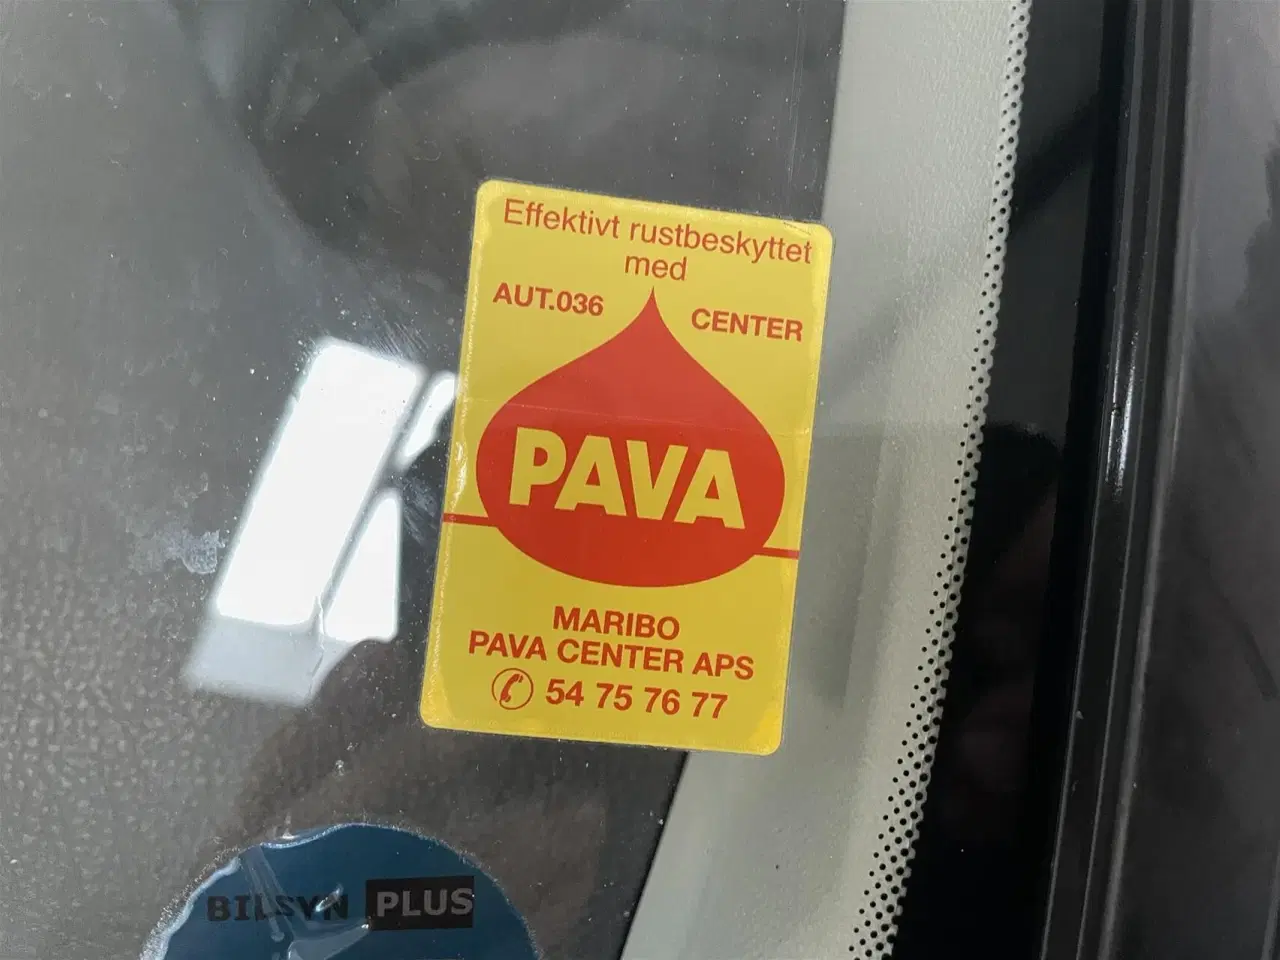 Effektivt rustbeskyttet
med
AUT.036 CENTER
PAVA
MARIBO
PAVA CENTER APS
54 75 76 77
BILSYN PLUS